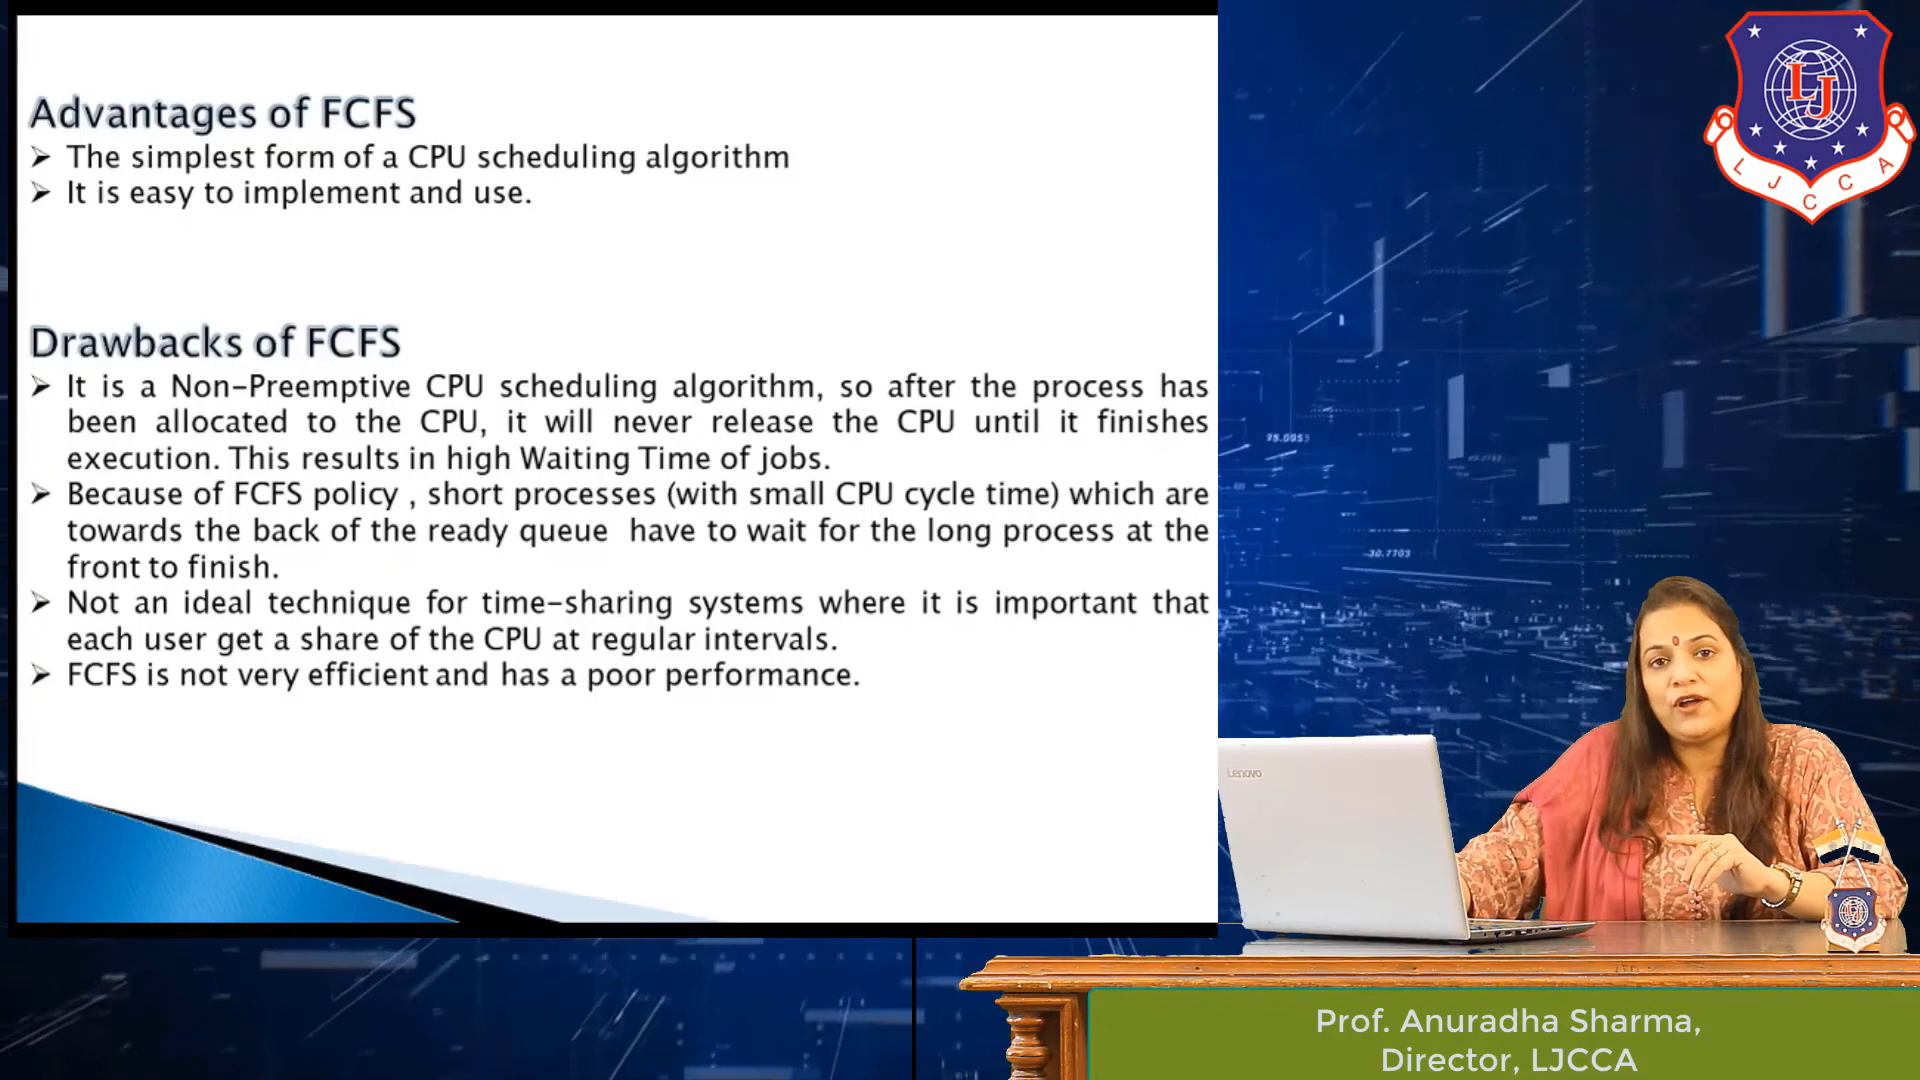 Advantages of FCFS
➢ The simplest form of a CPU scheduling algorithm
➢ It is easy to implement and use.
Drawbacks of FCFS
➢ It is a Non-Preemptive CPU scheduling algorithm, so after the process has
been allocated to the CPU, it will never release the CPU until it finishes
execution. This results in high Waiting Time of jobs.
➢ Because of FCFS policy , short processes (with small CPU cycle time) which are
towards the back of the ready queue have to wait for the long process at the
front to finish.
➢ Not an ideal technique for time-sharing systems where it is important that
each user get a share of the CPU at regular intervals.
➢ FCFS is not very efficient and has a poor performance.
LJ
L J C C A
30.7703
Lenovo
Prof. Anuradha Sharma,
Director, LJCCA